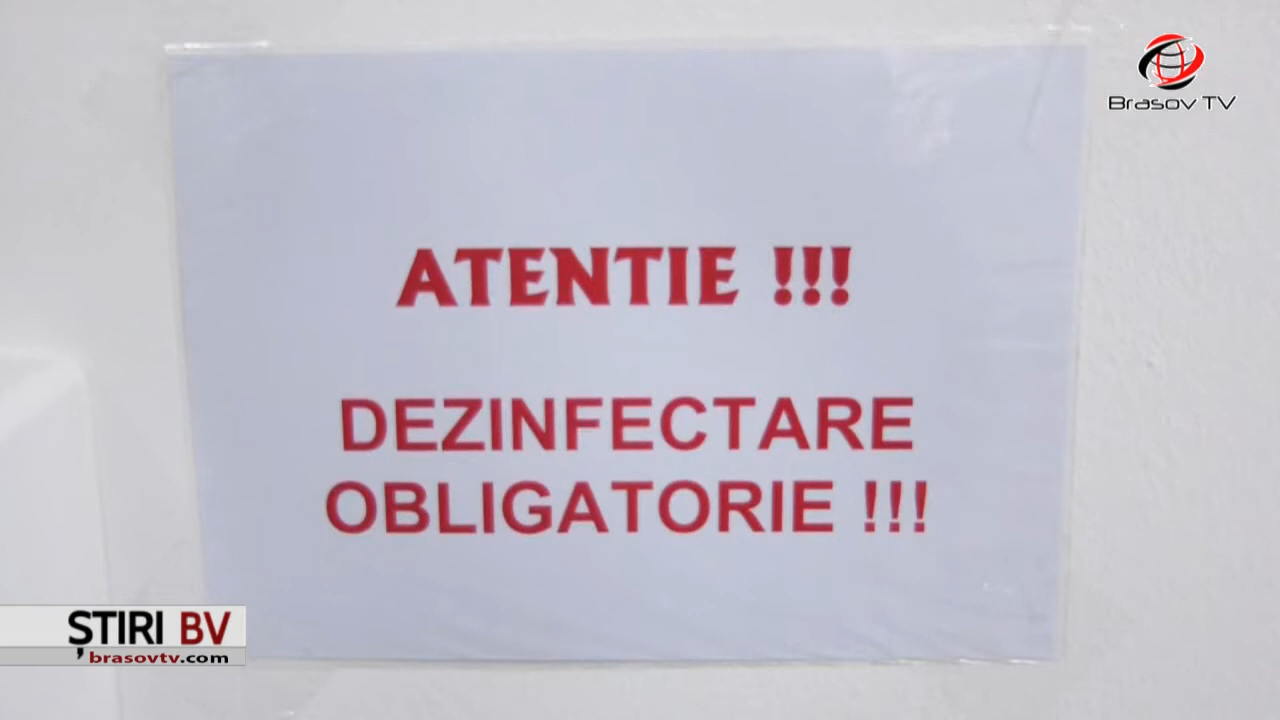 Brasov TV
ATENTIE !!!
DEZINFECTARE
OBLIGATORIE !!!
ȘTIRI BV
brasovtv.com